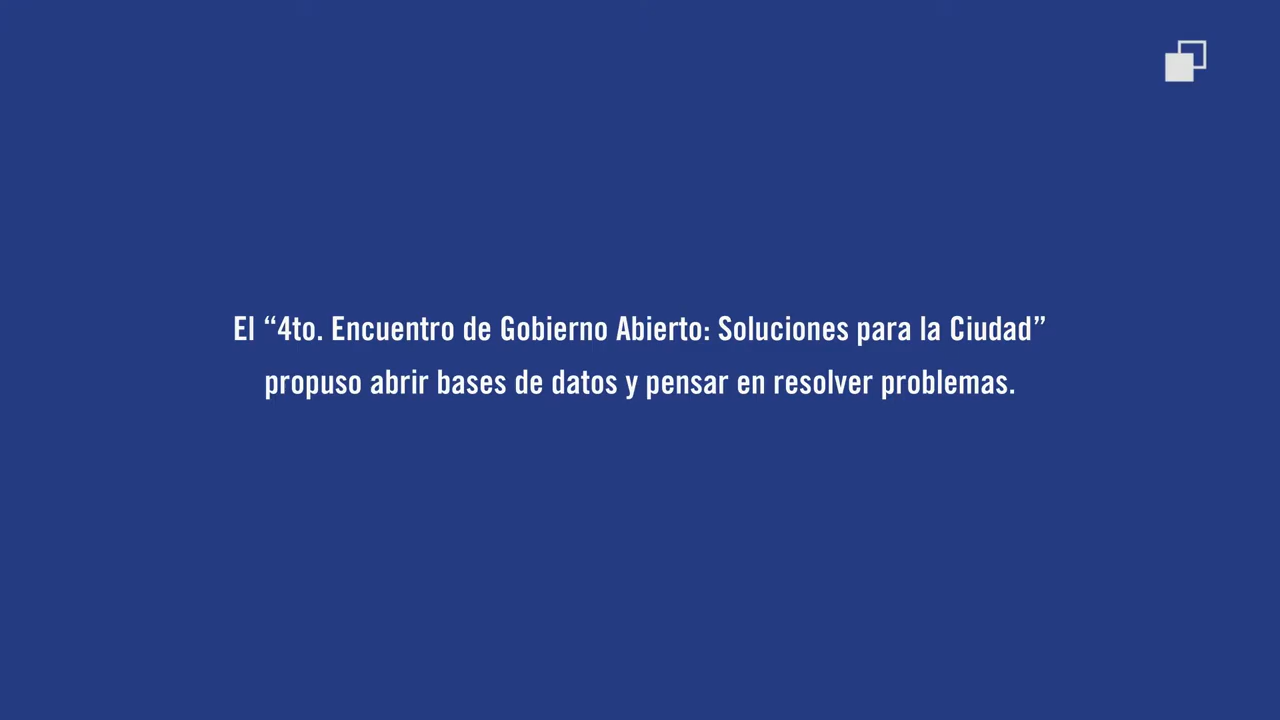 El “4to. Encuentro de Gobierno Abierto: Soluciones para la Ciudad”
propuso abrir bases de datos y pensar en resolver problemas.